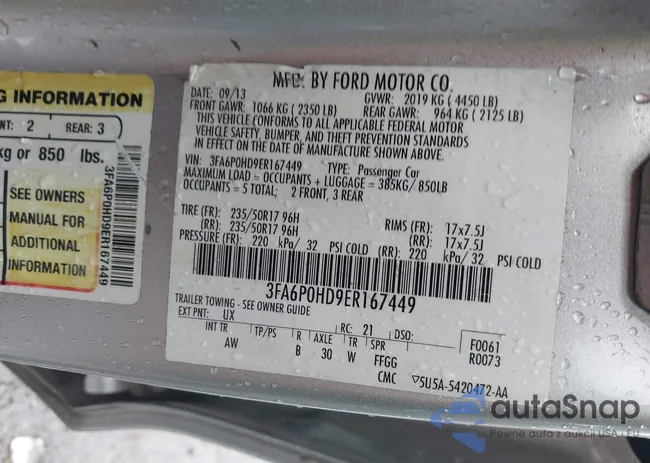 G INFORMATION
NT: 2 REAR: 3
kg or 850 lbs.
SEE OWNERS
MANUAL FOR
ADDITIONAL
INFORMATION
3FA6P0HD9ER167449
MFD. BY FORD MOTOR CO.
DATE: 09/13 GVWR: 2019 KG ( 4450 LB)
FRONT GAWR: 1066 KG ( 2350 LB) REAR GAWR: 964 KG ( 2125 LB)
THIS VEHICLE CONFORMS TO ALL APPLICABLE FEDERAL MOTOR
VEHICLE SAFETY, BUMPER, AND THEFT PREVENTION STANDARDS
IN EFFECT ON THE DATE OF MANUFACTURE SHOWN ABOVE.
VIN: 3FA6P0HD9ER167449 TYPE: Passenger Car
MAXIMUM LOAD = OCCUPANTS + LUGGAGE = 385KG/ 850LB
OCCUPANTS = 5 TOTAL; 2 FRONT, 3 REAR
TIRE (FR): 235/50R17 96H RIMS (FR): 17x7.5J
(RR): 235/50R17 96H (RR): 17x7.5J
PRESSURE (FR): 220 kPa/ 32 PSI COLD (RR): 220 kPa/ 32 PSI COLD
3FA6P0HD9ER167449
TRAILER TOWING - SEE OWNER GUIDE
EXT PNT: UX RC: 21 DSO: F0061
INT TR TP/PS R AXLE TR SPR R0073
AW B 30 W FFGG
CMC ▽5U5A-5420472-AA
autaSnap
Pewne auta z aukcji USA i EU